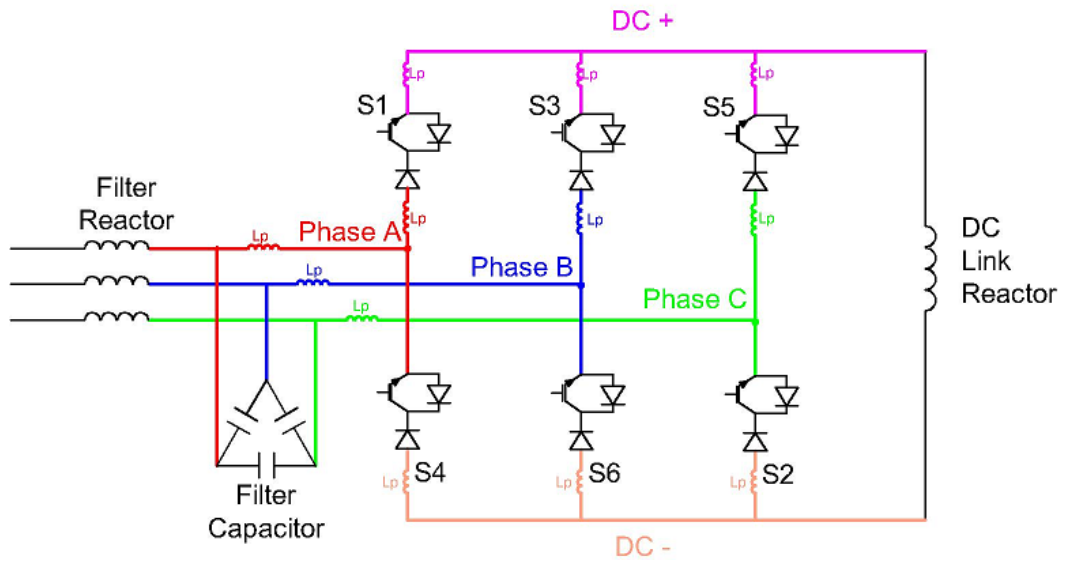 DC +
Lp
Lp
Lp
S1
S3
S5
Filter
Reactor
Lp
Lp
Lp
Lp
Phase A
Lp
Phase B
Lp
Phase C
DC
Link
Reactor
Filter
Capacitor
Lp
S4
Lp
S6
Lp
S2
DC -